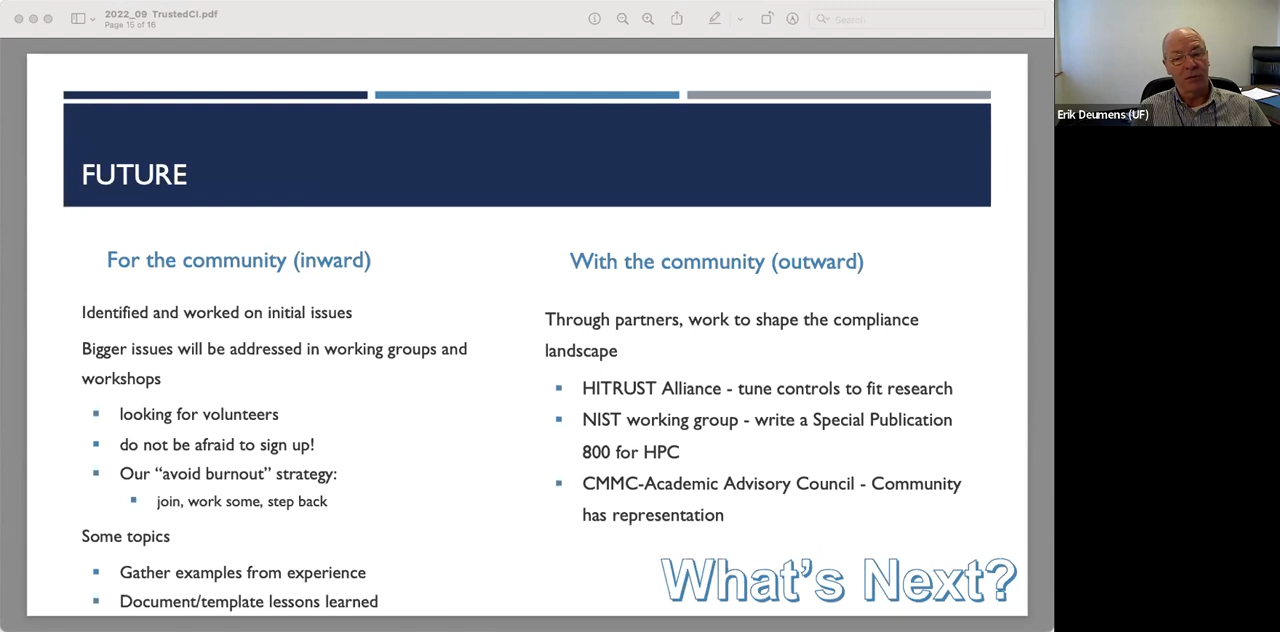 2022_09 TrustedCI.pdf
Page 15 of 16
Search
Erik Deumens (UF)
FUTURE
For the community (inward)
Identified and worked on initial issues
Bigger issues will be addressed in working groups and
workshops
looking for volunteers
do not be afraid to sign up!
Our “avoid burnout” strategy:
join, work some, step back
Some topics
Gather examples from experience
Document/template lessons learned
With the community (outward)
Through partners, work to shape the compliance
landscape
HITRUST Alliance - tune controls to fit research
NIST working group - write a Special Publication
800 for HPC
CMMC-Academic Advisory Council - Community
has representation
What’s Next?